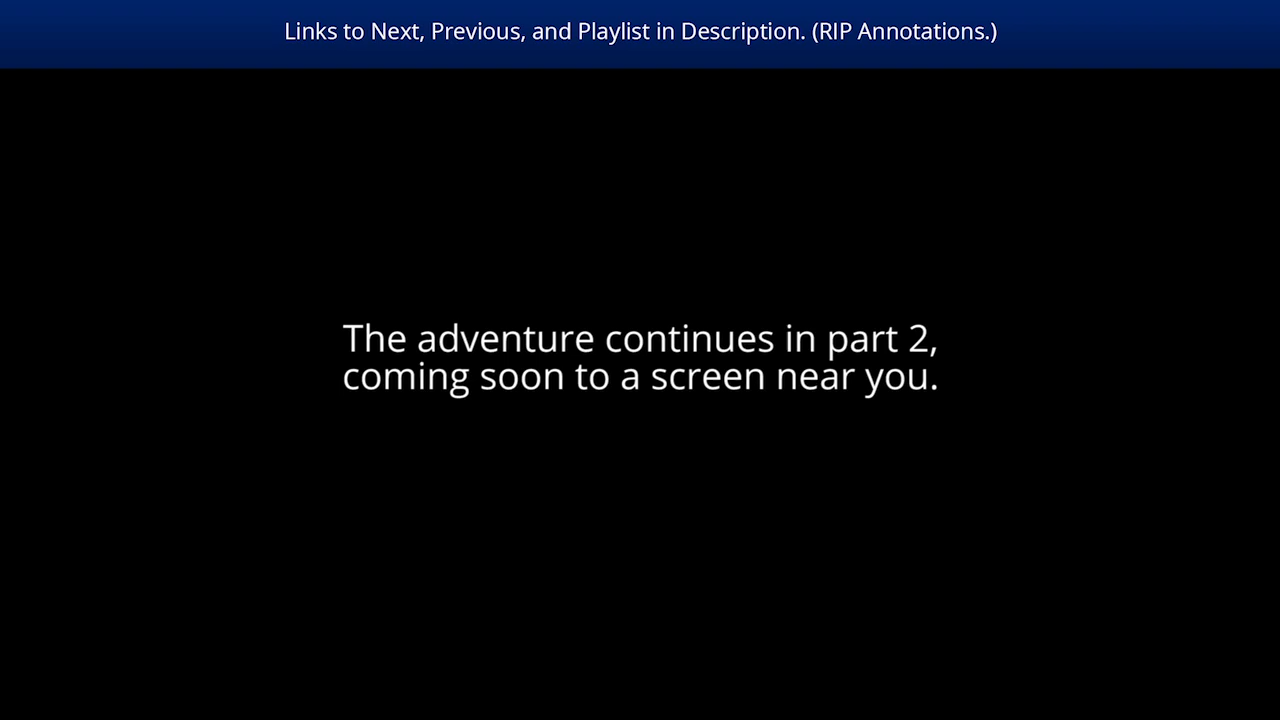 Links to Next, Previous, and Playlist in Description. (RIP Annotations.)
The adventure continues in part 2,
coming soon to a screen near you.